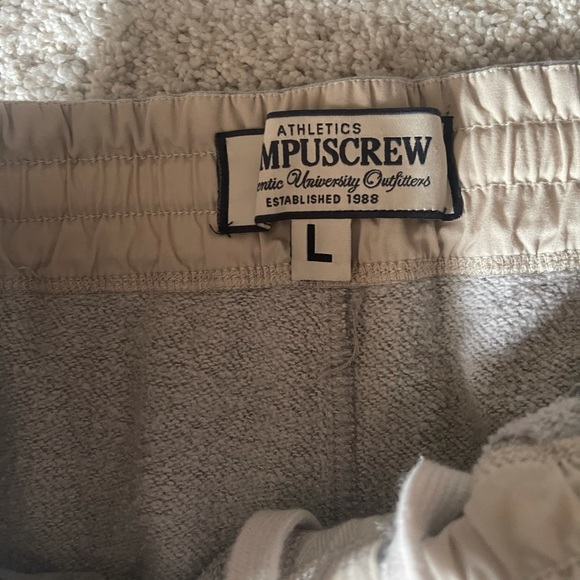 ATHLETICS
MPUSCREW
entic University Outfitters
ESTABLISHED 1988
L